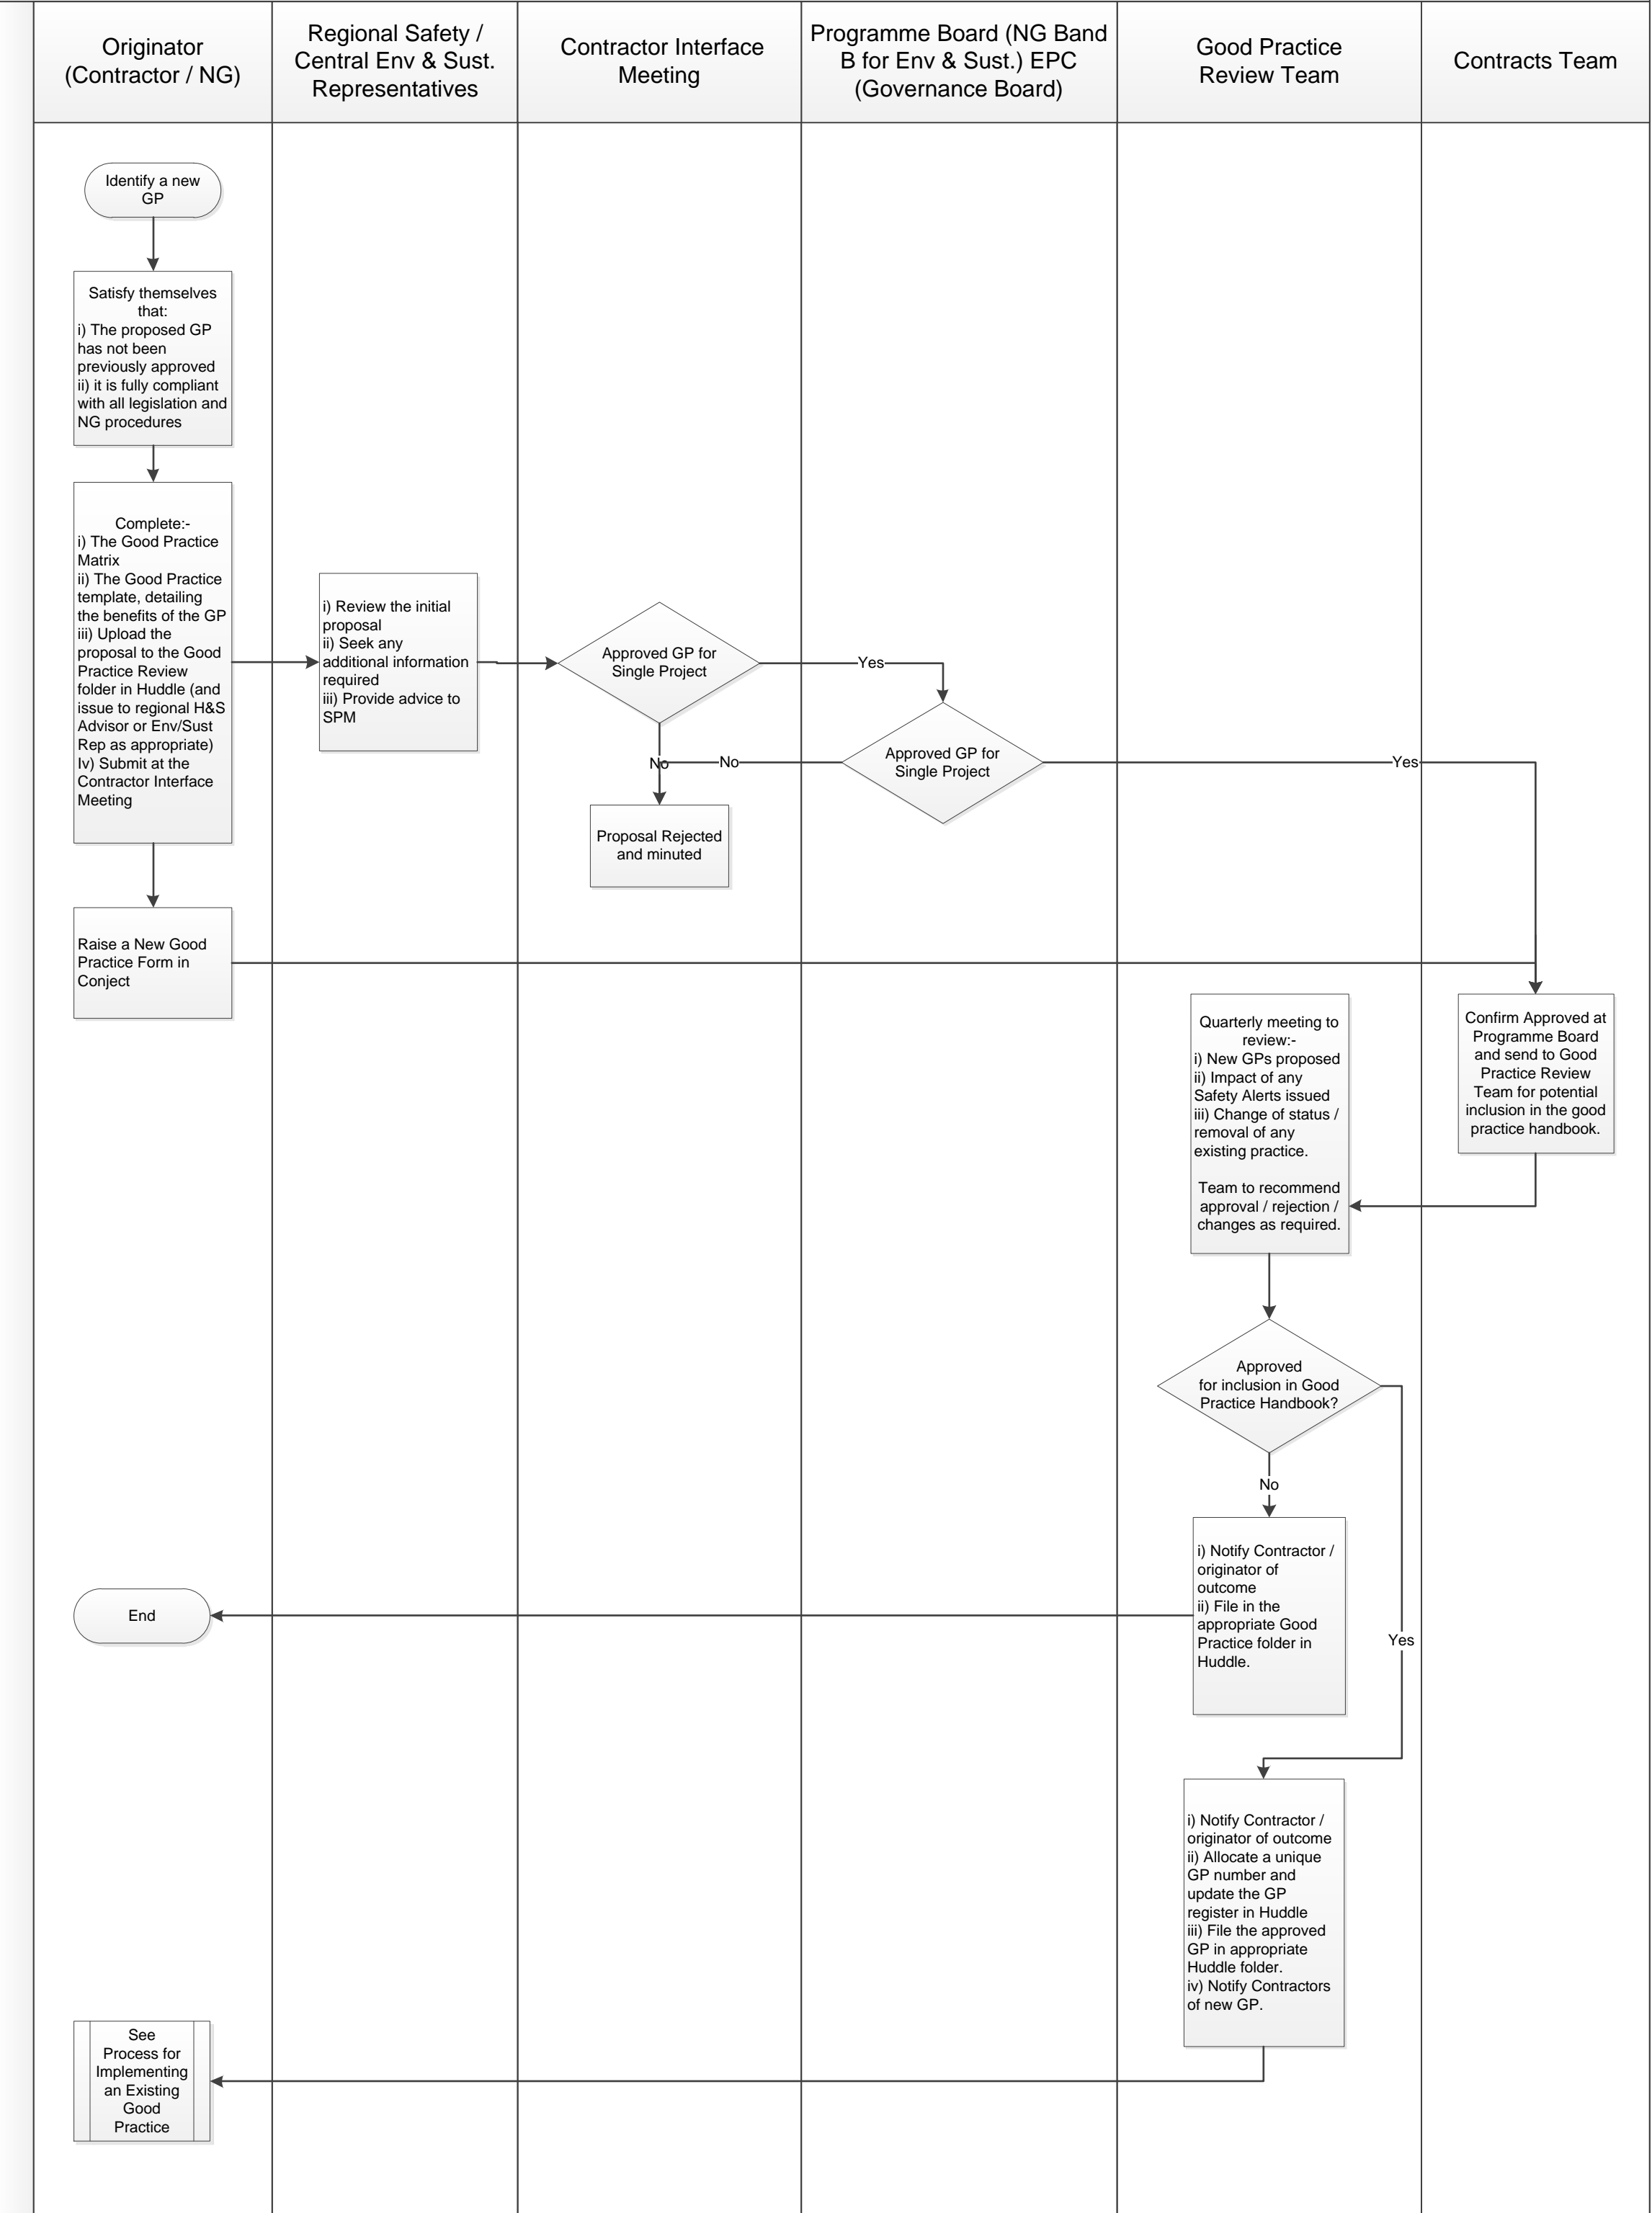 Originator
(Contractor / NG)
Regional Safety /
Central Env & Sust.
Representatives
Contractor Interface
Meeting
Programme Board (NG Band
B for Env & Sust.) EPC
(Governance Board)
Good Practice
Review Team
Contracts Team
Identify a new
GP
Satisfy themselves
that:
i) The proposed GP
has not been
previously approved
ii) it is fully compliant
with all legislation and
NG procedures
Complete:-
i) The Good Practice
Matrix
ii) The Good Practice
template, detailing
the benefits of the GP
iii) Upload the
proposal to the Good
Practice Review
folder in Huddle (and
issue to regional H&S
Advisor or Env/Sust
Rep as appropriate)
Iv) Submit at the
Contractor Interface
Meeting
i) Review the initial
proposal
ii) Seek any
additional information
required
iii) Provide advice to
SPM
Approved GP for
Single Project
Yes
No
Approved GP for
Single Project
No
Yes
Proposal Rejected
and minuted
Raise a New Good
Practice Form in
Conject
Confirm Approved at
Programme Board
and send to Good
Practice Review
Team for potential
inclusion in the good
practice handbook.
Quarterly meeting to
review:-
i) New GPs proposed
ii) Impact of any
Safety Alerts issued
iii) Change of status /
removal of any
existing practice.
Team to recommend
approval / rejection /
changes as required.
Approved
for inclusion in Good
Practice Handbook?
No
Yes
i) Notify Contractor /
originator of
outcome
ii) File in the
appropriate Good
Practice folder in
Huddle.
End
i) Notify Contractor /
originator of outcome
ii) Allocate a unique
GP number and
update the GP
register in Huddle
iii) File the approved
GP in appropriate
Huddle folder.
iv) Notify Contractors
of new GP.
See
Process for
Implementing
an Existing
Good
Practice